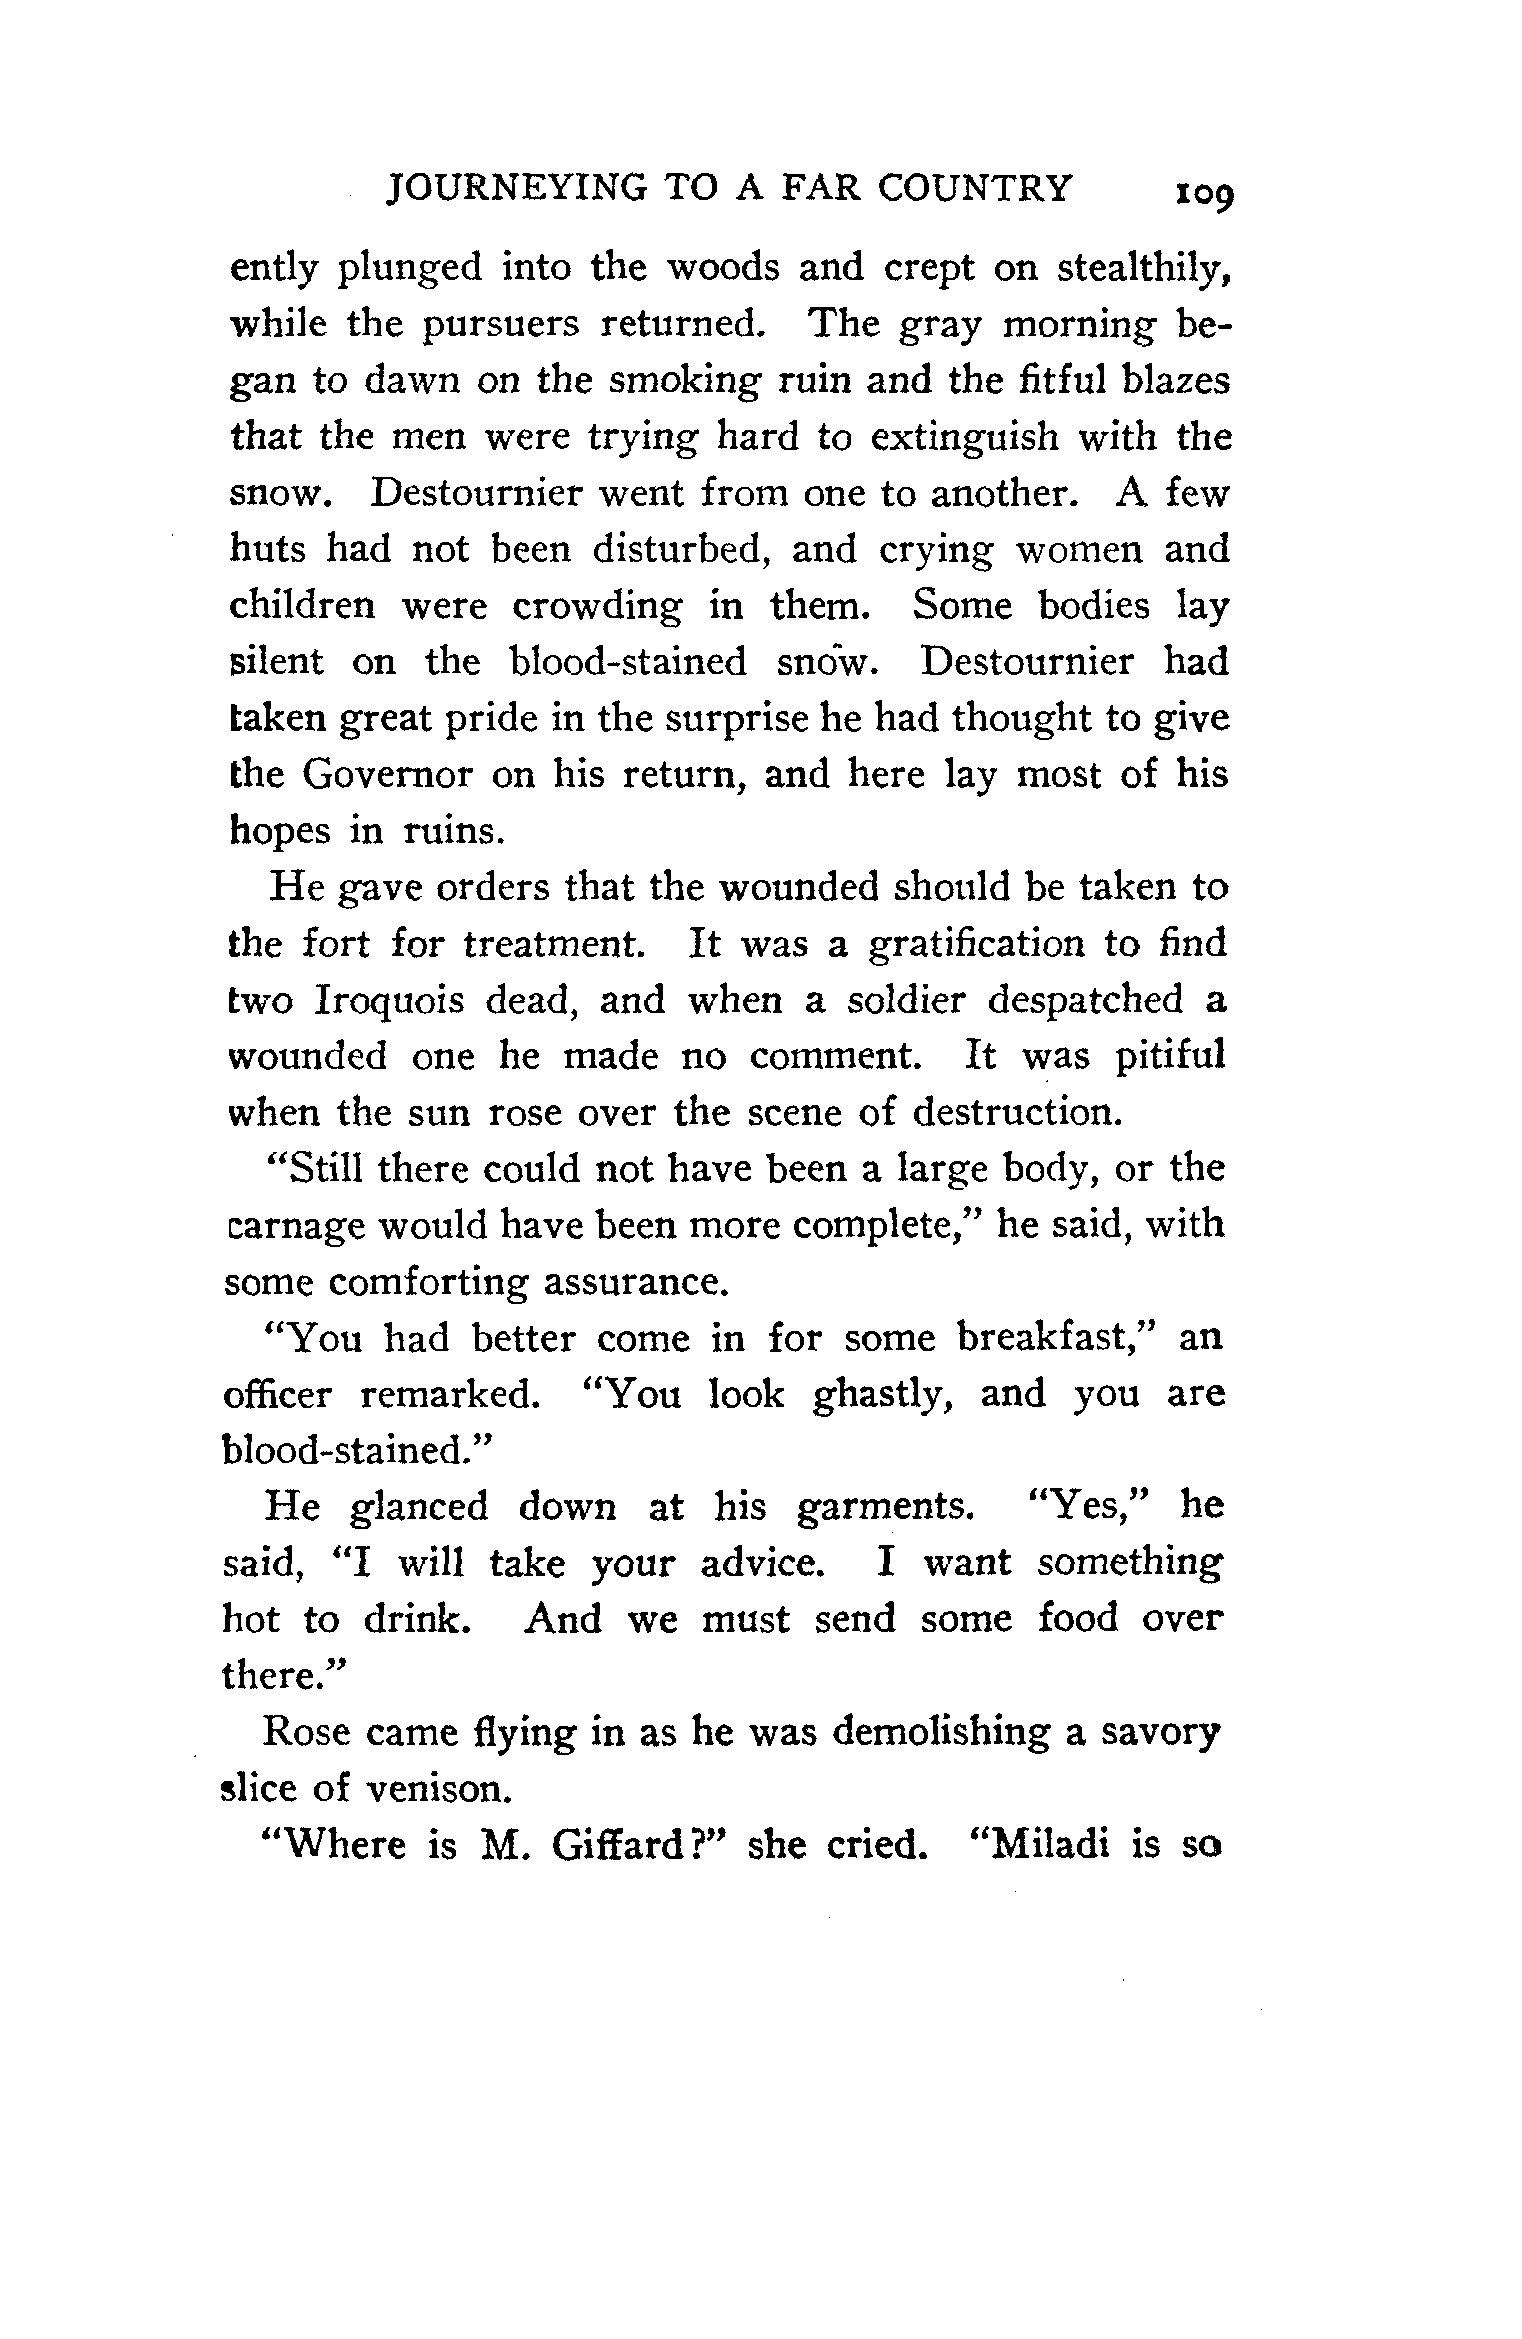 JOURNEYING TO A FAR COUNTRY 109
ently plunged into the woods and crept on stealthily,
while the pursuers returned. The gray morning be-
gan to dawn on the smoking ruin and the fitful blazes
that the men were trying hard to extinguish with the
snow. Destournier went from one to another. A few
huts had not been disturbed, and crying women and
children were crowding in them. Some bodies lay
silent on the blood-stained snow. Destournier had
taken great pride in the surprise he had thought to give
the Governor on his return, and here lay most of his
hopes in ruins.
He gave orders that the wounded should be taken to
the fort for treatment. It was a gratification to find
two Iroquois dead, and when a soldier despatched a
wounded one he made no comment. It was pitiful
when the sun rose over the scene of destruction.
“Still there could not have been a large body, or the
carnage would have been more complete,” he said, with
some comforting assurance.
“You had better come in for some breakfast,” an
officer remarked. “You look ghastly, and you are
blood-stained.”
He glanced down at his garments. “Yes,” he
said, “I will take your advice. I want something
hot to drink. And we must send some food over
there.”
Rose came flying in as he was demolishing a savory
slice of venison.
“Where is M. Giffard?” she cried. “Miladi is so